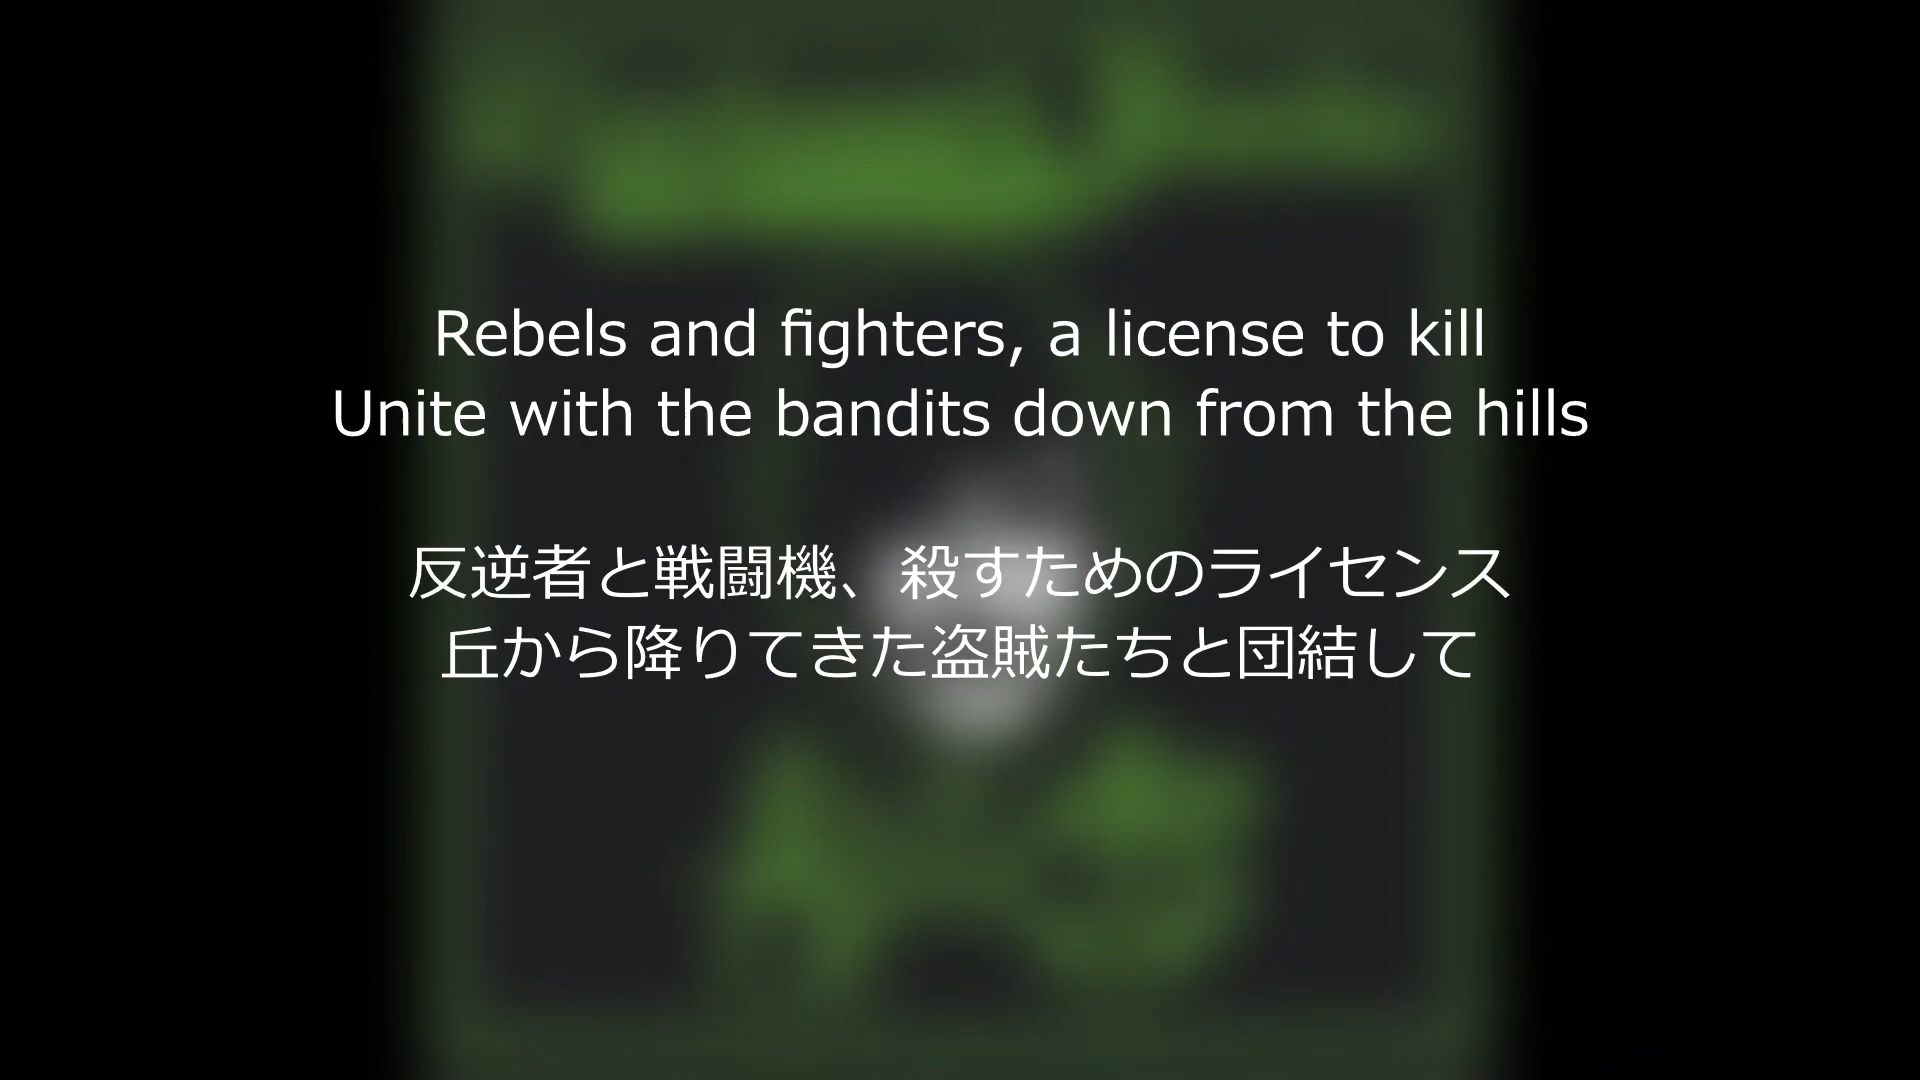 Rebels and fighters, a license to kill
Unite with the bandits down from the hills
反逆者と戦闘機、殺すためのライセンス
丘から降りてきた盗賊たちと団結して